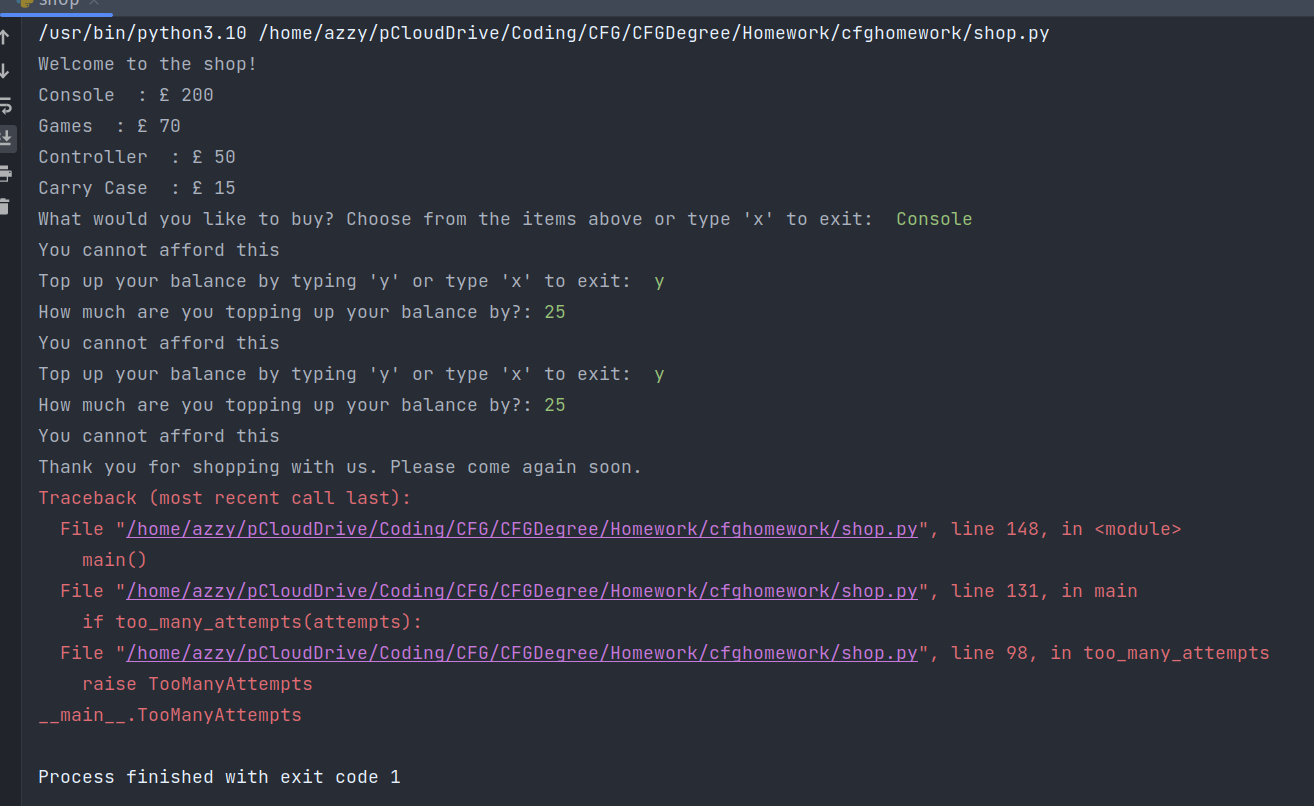 shop
/usr/bin/python3.10 /home/azzy/pCloudDrive/Coding/CFG/CFGDegree/Homework/cfghomework/shop.py
Welcome to the shop!
Console  : £ 200
Games  : £ 70
Controller  : £ 50
Carry Case  : £ 15
What would you like to buy? Choose from the items above or type 'x' to exit:  Console
You cannot afford this
Top up your balance by typing 'y' or type 'x' to exit:  y
How much are you topping up your balance by?: 25
You cannot afford this
Top up your balance by typing 'y' or type 'x' to exit:  y
How much are you topping up your balance by?: 25
You cannot afford this
Thank you for shopping with us. Please come again soon.
Traceback (most recent call last):
  File "/home/azzy/pCloudDrive/Coding/CFG/CFGDegree/Homework/cfghomework/shop.py", line 148, in <module>
    main()
  File "/home/azzy/pCloudDrive/Coding/CFG/CFGDegree/Homework/cfghomework/shop.py", line 131, in main
    if too_many_attempts(attempts):
  File "/home/azzy/pCloudDrive/Coding/CFG/CFGDegree/Homework/cfghomework/shop.py", line 98, in too_many_attempts
    raise TooManyAttempts
__main__.TooManyAttempts
Process finished with exit code 1